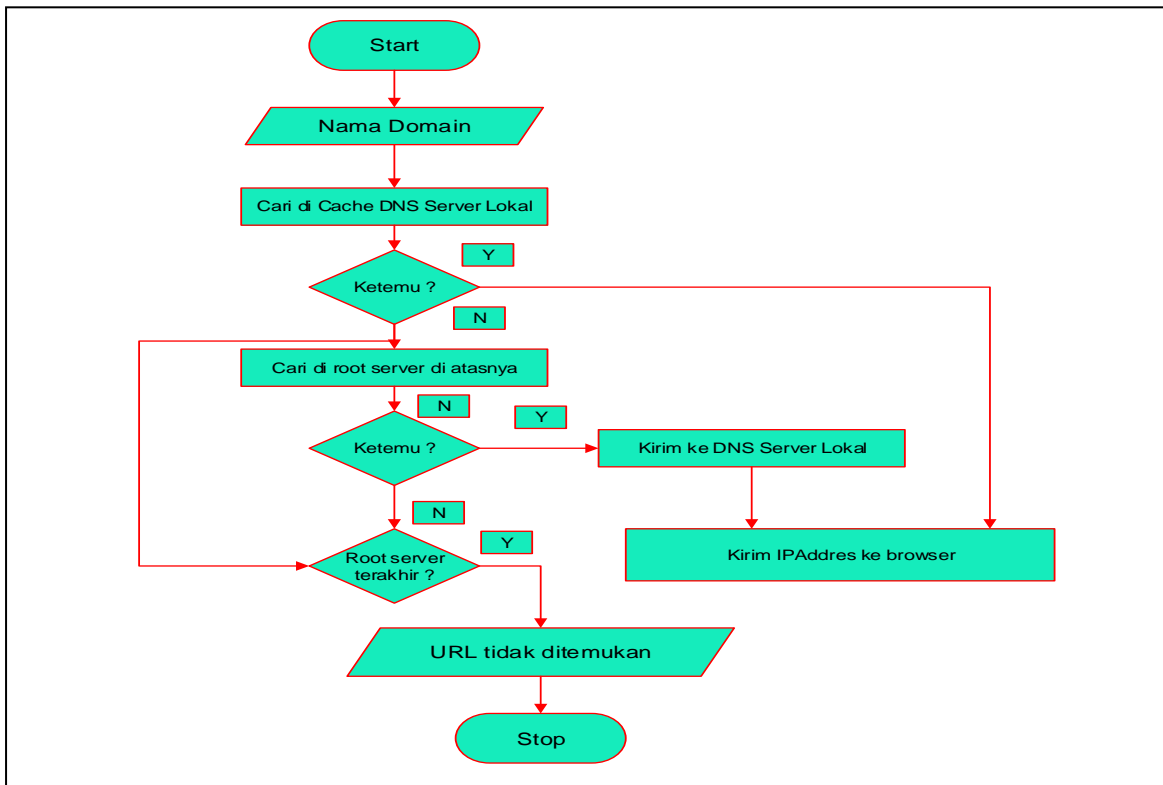 Start
Nama Domain
Cari di Cache DNS Server Lokal
Y
Ketemu ?
N
Cari di root server di atasnya
N
Y
Ketemu ?
Kirim ke DNS Server Lokal
N
Y
Root server
terakhir ?
Kirim IPAddres ke browser
URL tidak ditemukan
Stop